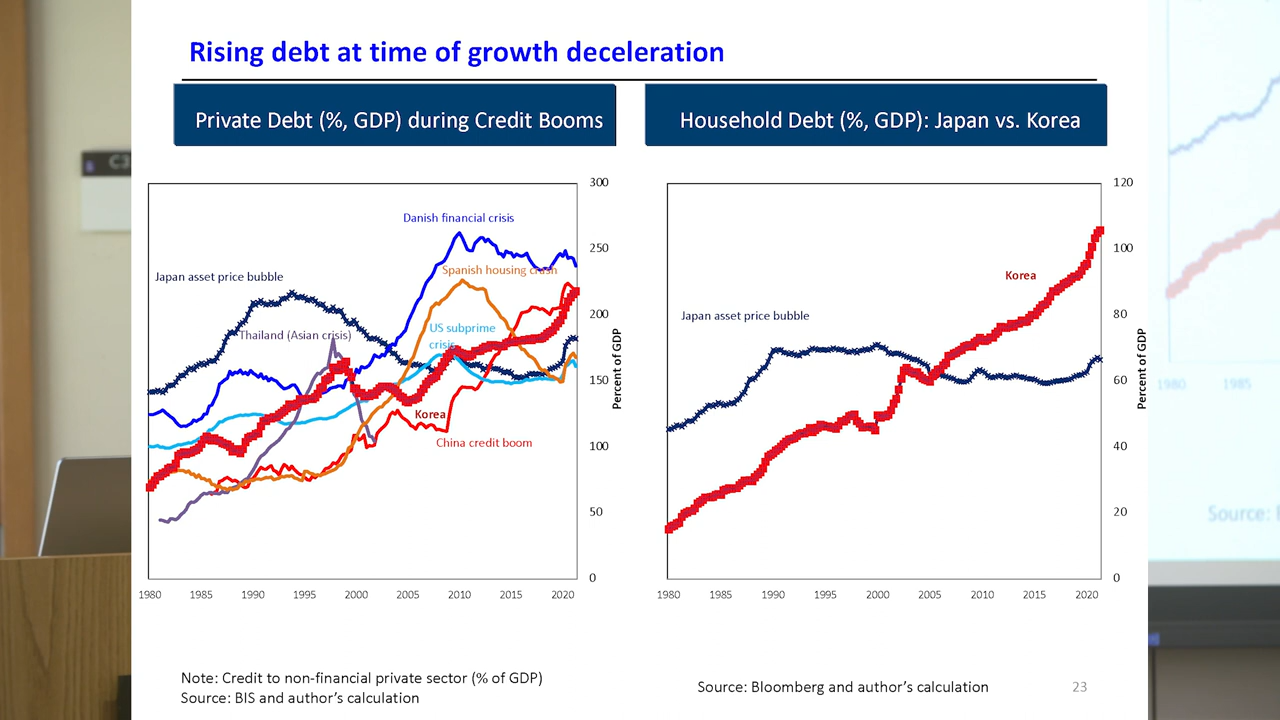 Rising debt at time of growth deceleration
Private Debt (%, GDP) during Credit Booms
Household Debt (%, GDP): Japan vs. Korea
300
250
200
150
100
50
0
Percent of GDP
Danish financial crisis
Japan asset price bubble
Spanish housing crash
Thailand (Asian crisis)
US subprime
crisis
Korea
China credit boom
1980 1985 1990 1995 2000 2005 2010 2015 2020
120
100
80
60
40
20
0
Percent of GDP
Korea
Japan asset price bubble
1980 1985 1990 1995 2000 2005 2010 2015 2020
Note: Credit to non-financial private sector (% of GDP)
Source: BIS and author's calculation
Source: Bloomberg and author's calculation
23
1980 1985
Source: